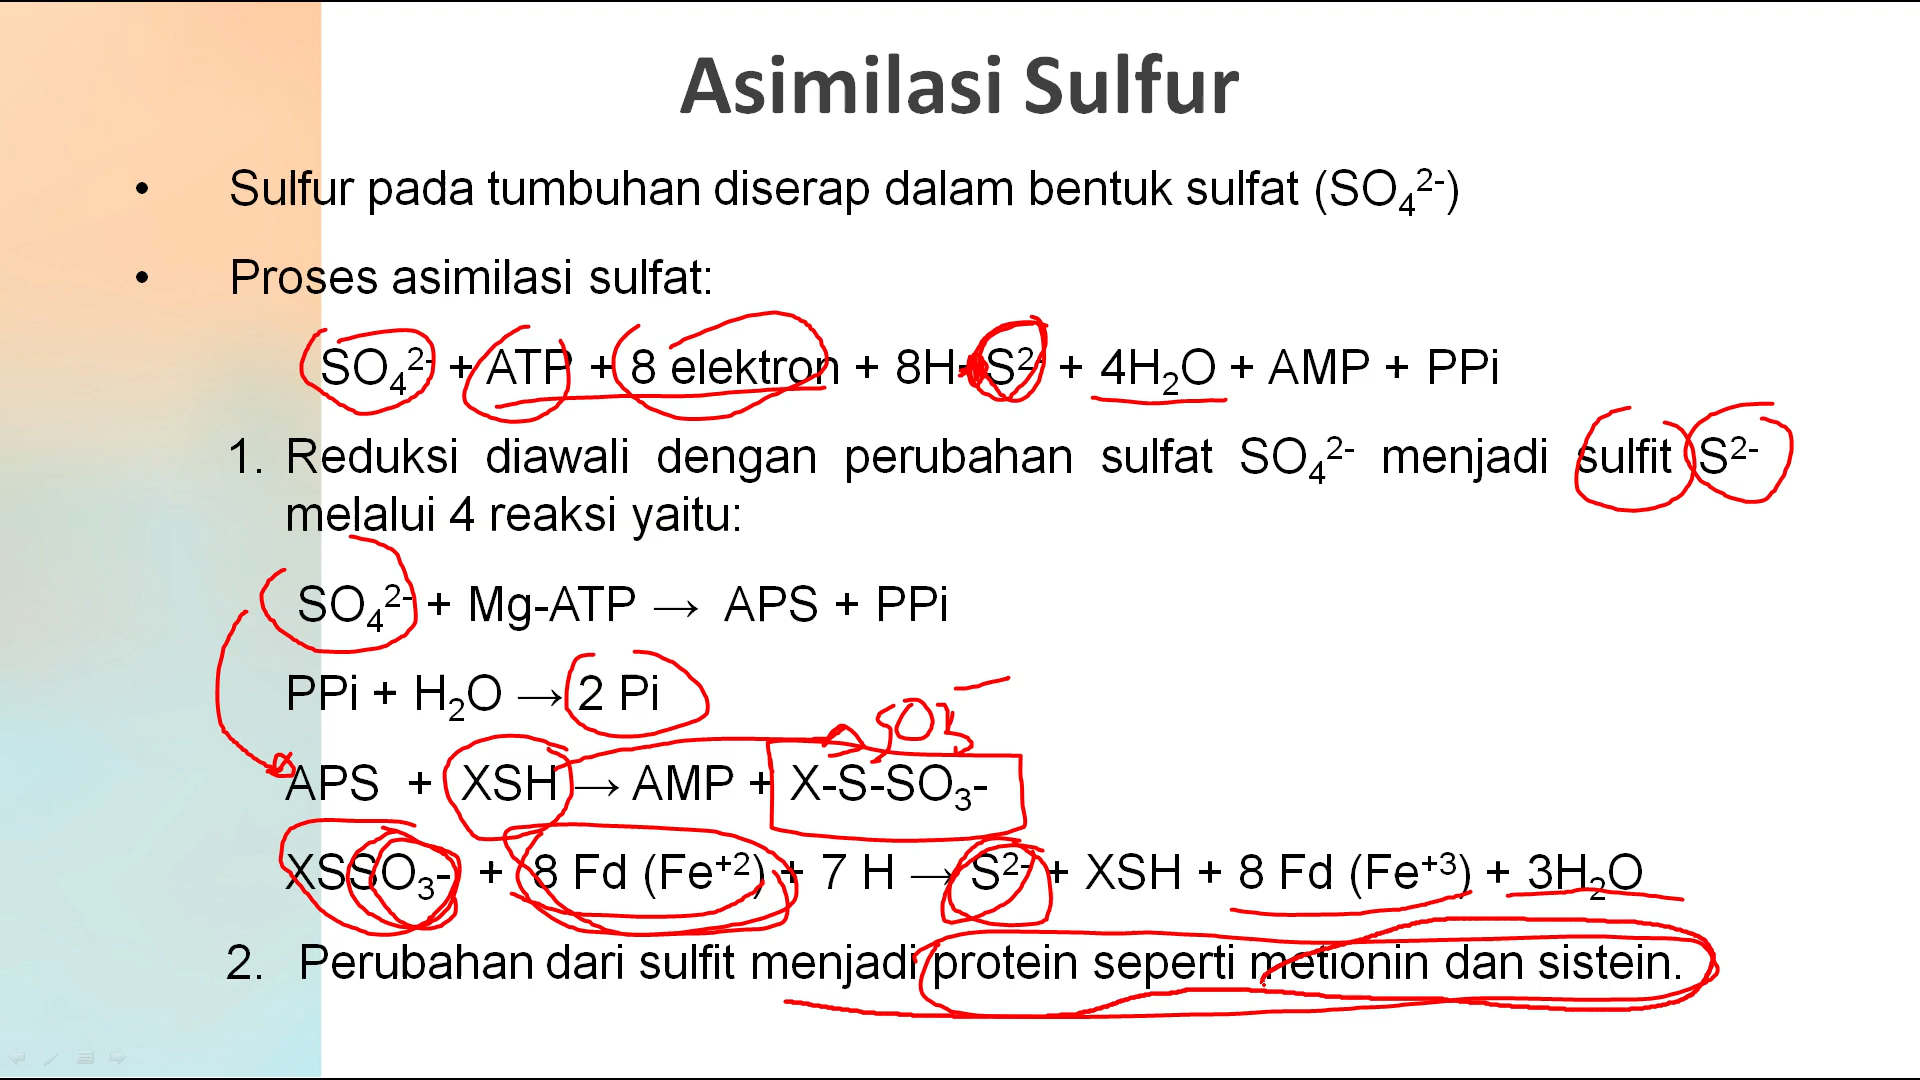 Asimilasi Sulfur
• Sulfur pada tumbuhan diserap dalam bentuk sulfat (SO₄²⁻)
• Proses asimilasi sulfat:
SO₄²⁻ + ATP + 8 elektron + 8H S²⁻ + 4H₂O + AMP + PPi
1. Reduksi diawali dengan perubahan sulfat SO₄²⁻ menjadi sulfit S²⁻
melalui 4 reaksi yaitu:
SO₄²⁻ + Mg-ATP → APS + PPi
PPi + H₂O → 2 Pi
SO₃⁻
APS + XSH → AMP + X-S-SO₃-
XSSO₃- + 8 Fd (Fe⁺²) + 7 H → S²⁻ + XSH + 8 Fd (Fe⁺³) + 3H₂O
2. Perubahan dari sulfit menjadi protein seperti metionin dan sistein.